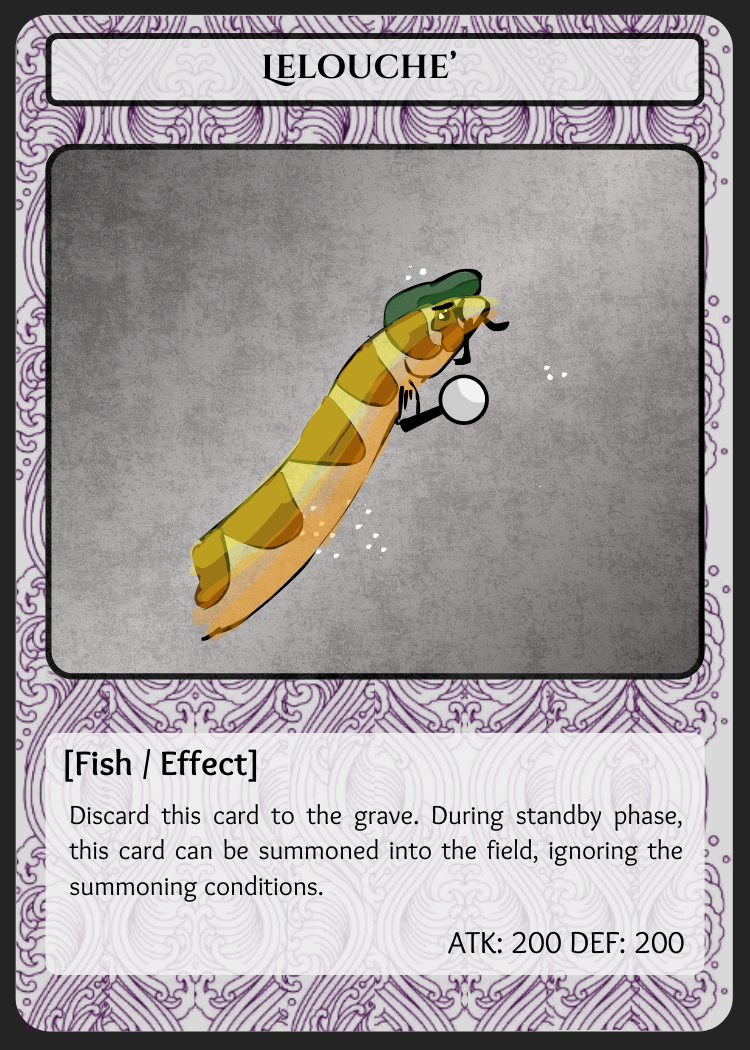 Lelouche’
[Fish / Effect]
Discard this card to the grave. During standby phase,
this card can be summoned into the field, ignoring the
summoning conditions.
ATK: 200 DEF: 200